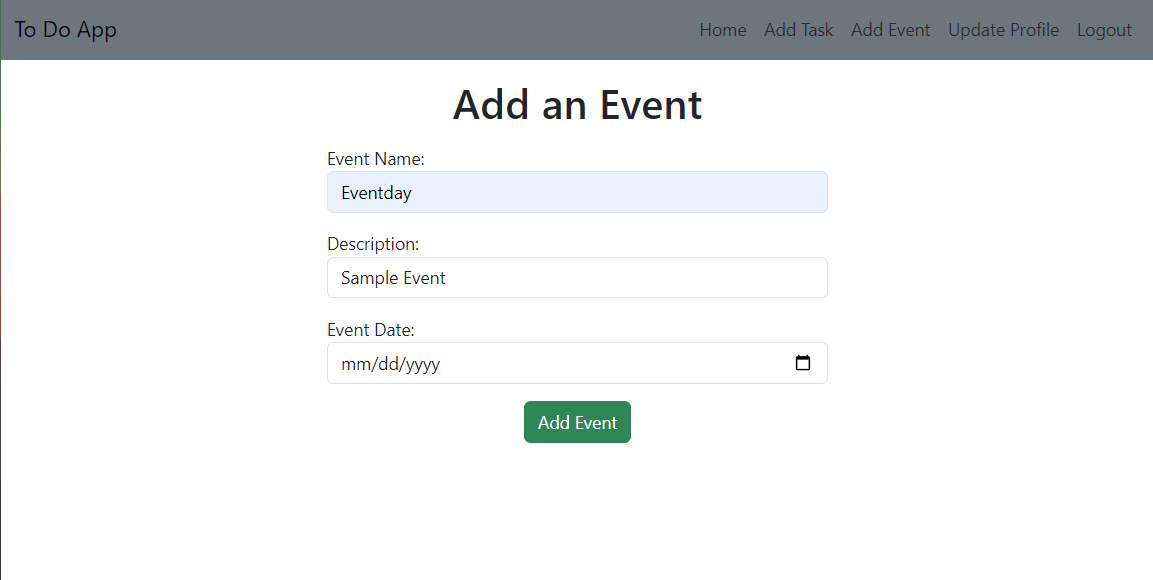 To Do App Home Add Task Add Event Update Profile Logout
Add an Event
Event Name:
Eventday
Description:
Sample Event
Event Date:
mm/dd/yyyy
Add Event